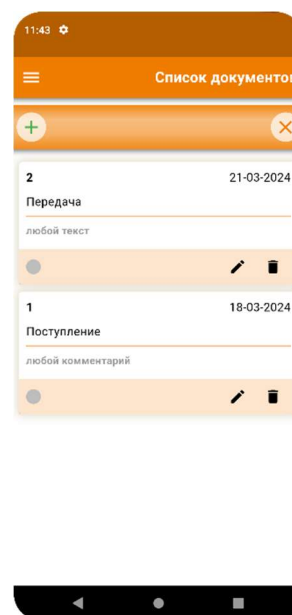 11:43
Список документо
2 21-03-2024
Передача
любой текст
1 18-03-2024
Поступление
любой комментарий